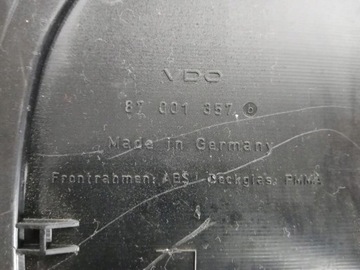 VDO
87 001 357 6
Made in Germany
Frontrahmen: ABS / Deckglas: PMMA